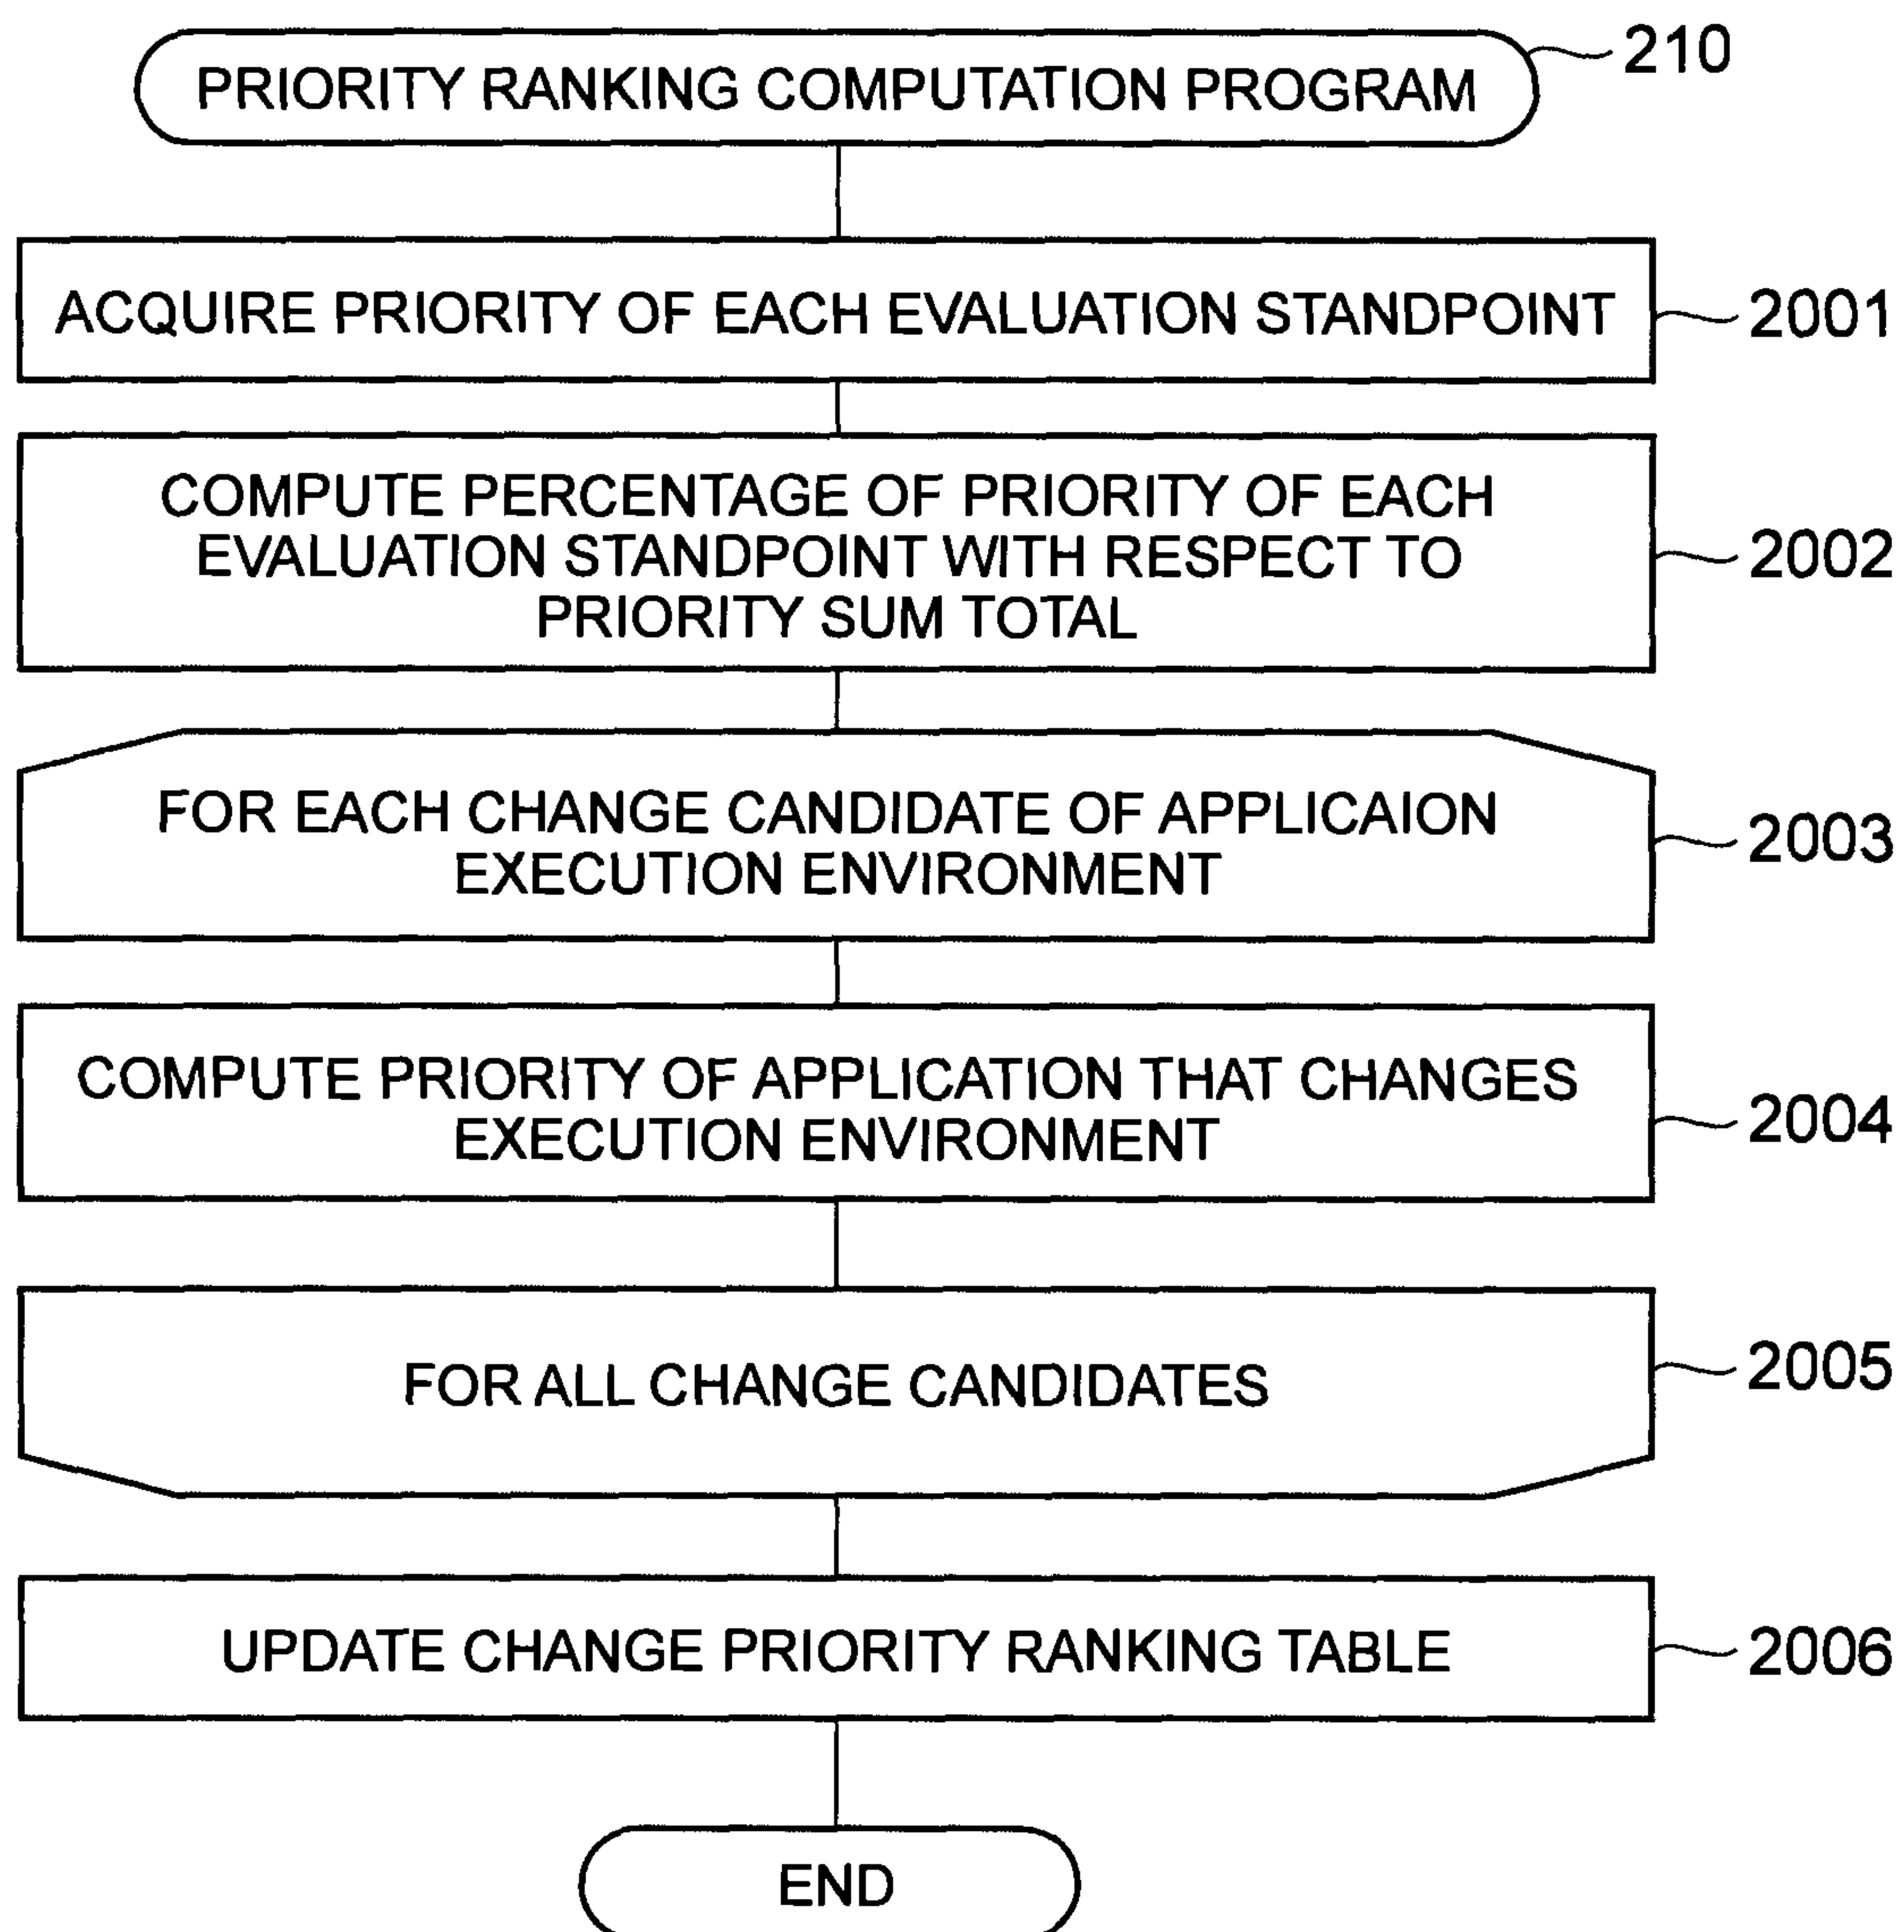 PRIORITY RANKING COMPUTATION PROGRAM
210
ACQUIRE PRIORITY OF EACH EVALUATION STANDPOINT
2001
COMPUTE PERCENTAGE OF PRIORITY OF EACH
EVALUATION STANDPOINT WITH RESPECT TO
PRIORITY SUM TOTAL
2002
FOR EACH CHANGE CANDIDATE OF APPLICAION
EXECUTION ENVIRONMENT
2003
COMPUTE PRIORITY OF APPLICATION THAT CHANGES
EXECUTION ENVIRONMENT
2004
FOR ALL CHANGE CANDIDATES
2005
UPDATE CHANGE PRIORITY RANKING TABLE
2006
END